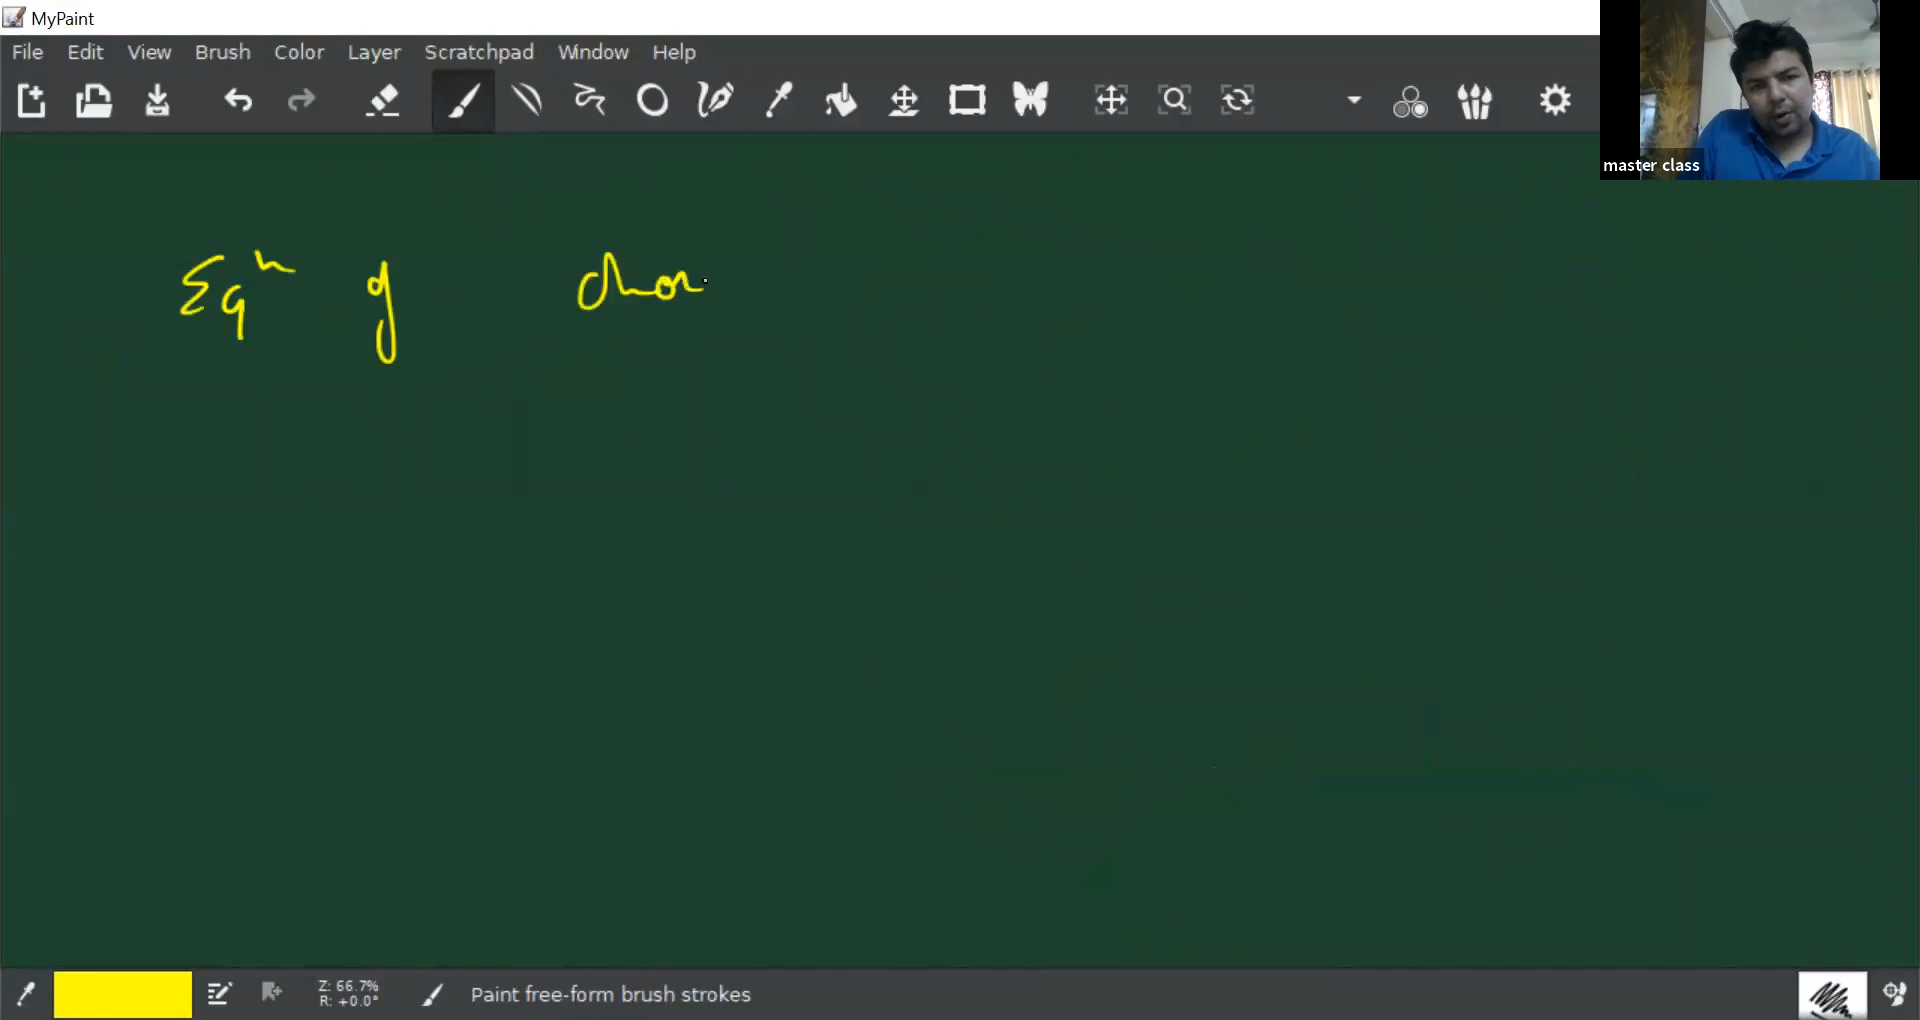 MyPaint
File Edit View Brush Color Layer Scratchpad Window Help
master class
Eqn of chor
Z: 66.7%
R: +0.0°
Paint free-form brush strokes